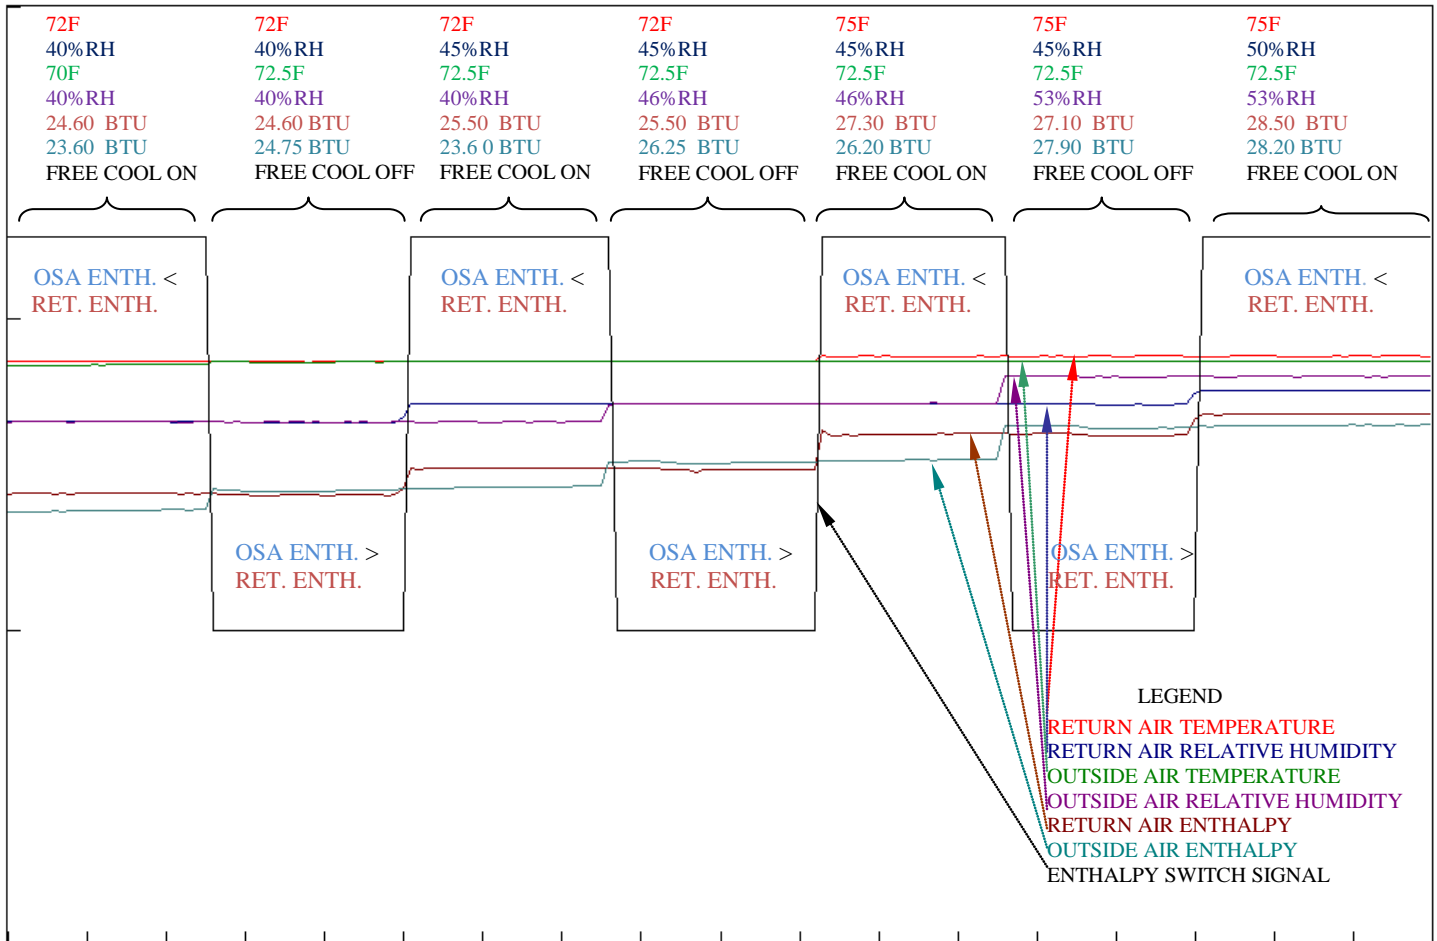 72F
40%RH
70F
40%RH
24.60 BTU
23.60 BTU
FREE COOL ON
72F
40%RH
72.5F
40%RH
24.60 BTU
24.75 BTU
FREE COOL OFF
72F
45%RH
72.5F
40%RH
25.50 BTU
23.6 0 BTU
FREE COOL ON
72F
45%RH
72.5F
46%RH
25.50 BTU
26.25 BTU
FREE COOL OFF
75F
45%RH
72.5F
46%RH
27.30 BTU
26.20 BTU
FREE COOL ON
75F
45%RH
72.5F
53%RH
27.10 BTU
27.90 BTU
FREE COOL OFF
75F
50%RH
72.5F
53%RH
28.50 BTU
28.20 BTU
FREE COOL ON
OSA ENTH. <
RET. ENTH.
OSA ENTH. <
RET. ENTH.
OSA ENTH. <
RET. ENTH.
OSA ENTH. <
RET. ENTH.
OSA ENTH. >
RET. ENTH.
OSA ENTH. >
RET. ENTH.
OSA ENTH. >
RET. ENTH.
LEGEND
RETURN AIR TEMPERATURE
RETURN AIR RELATIVE HUMIDITY
OUTSIDE AIR TEMPERATURE
OUTSIDE AIR RELATIVE HUMIDITY
RETURN AIR ENTHALPY
OUTSIDE AIR ENTHALPY
ENTHALPY SWITCH SIGNAL